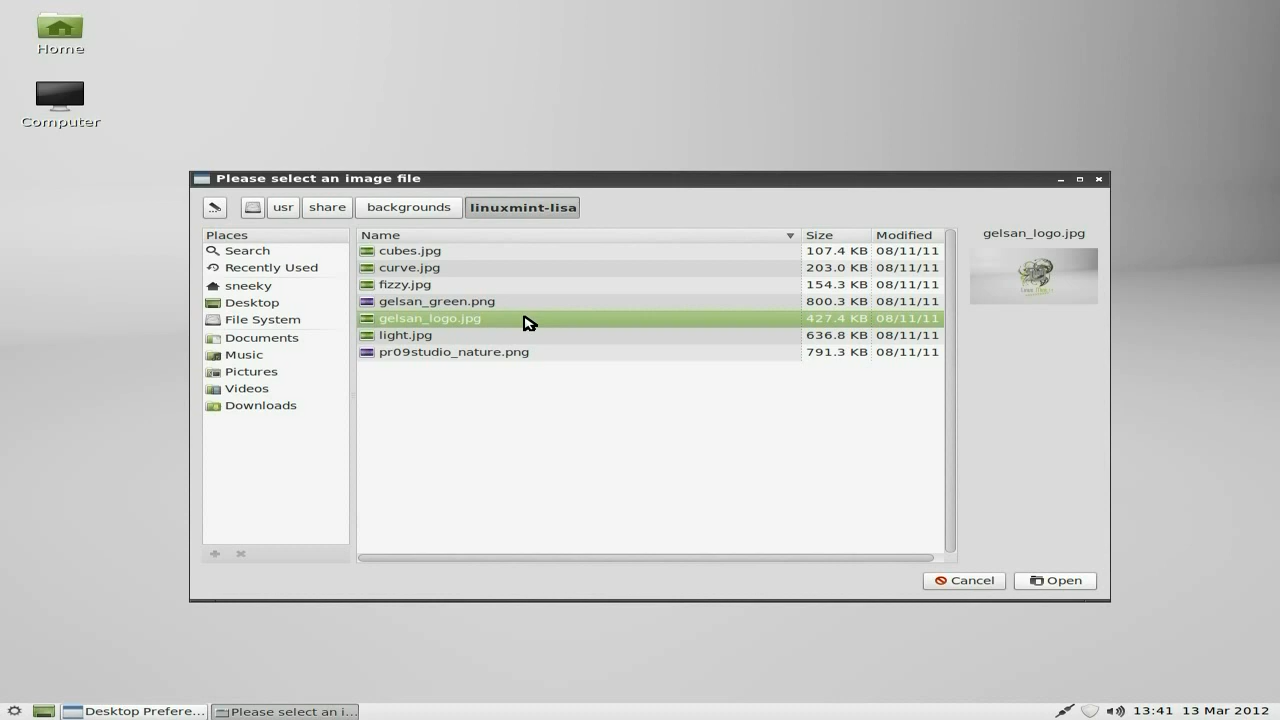 Home
Computer
Please select an image file
usr
share
backgrounds
linuxmint-lisa
Places
Search
Recently Used
sneeky
Desktop
File System
Documents
Music
Pictures
Videos
Downloads
Name Size Modified
cubes.jpg 107.4 KB 08/11/11
curve.jpg 203.0 KB 08/11/11
fizzy.jpg 154.3 KB 08/11/11
gelsan_green.png 800.3 KB 08/11/11
gelsan_logo.jpg 427.4 KB 08/11/11
light.jpg 636.8 KB 08/11/11
pr09studio_nature.png 791.3 KB 08/11/11
gelsan_logo.jpg
Cancel
Open
Desktop Prefere...
Please select an i...
13:41 13 Mar 2012